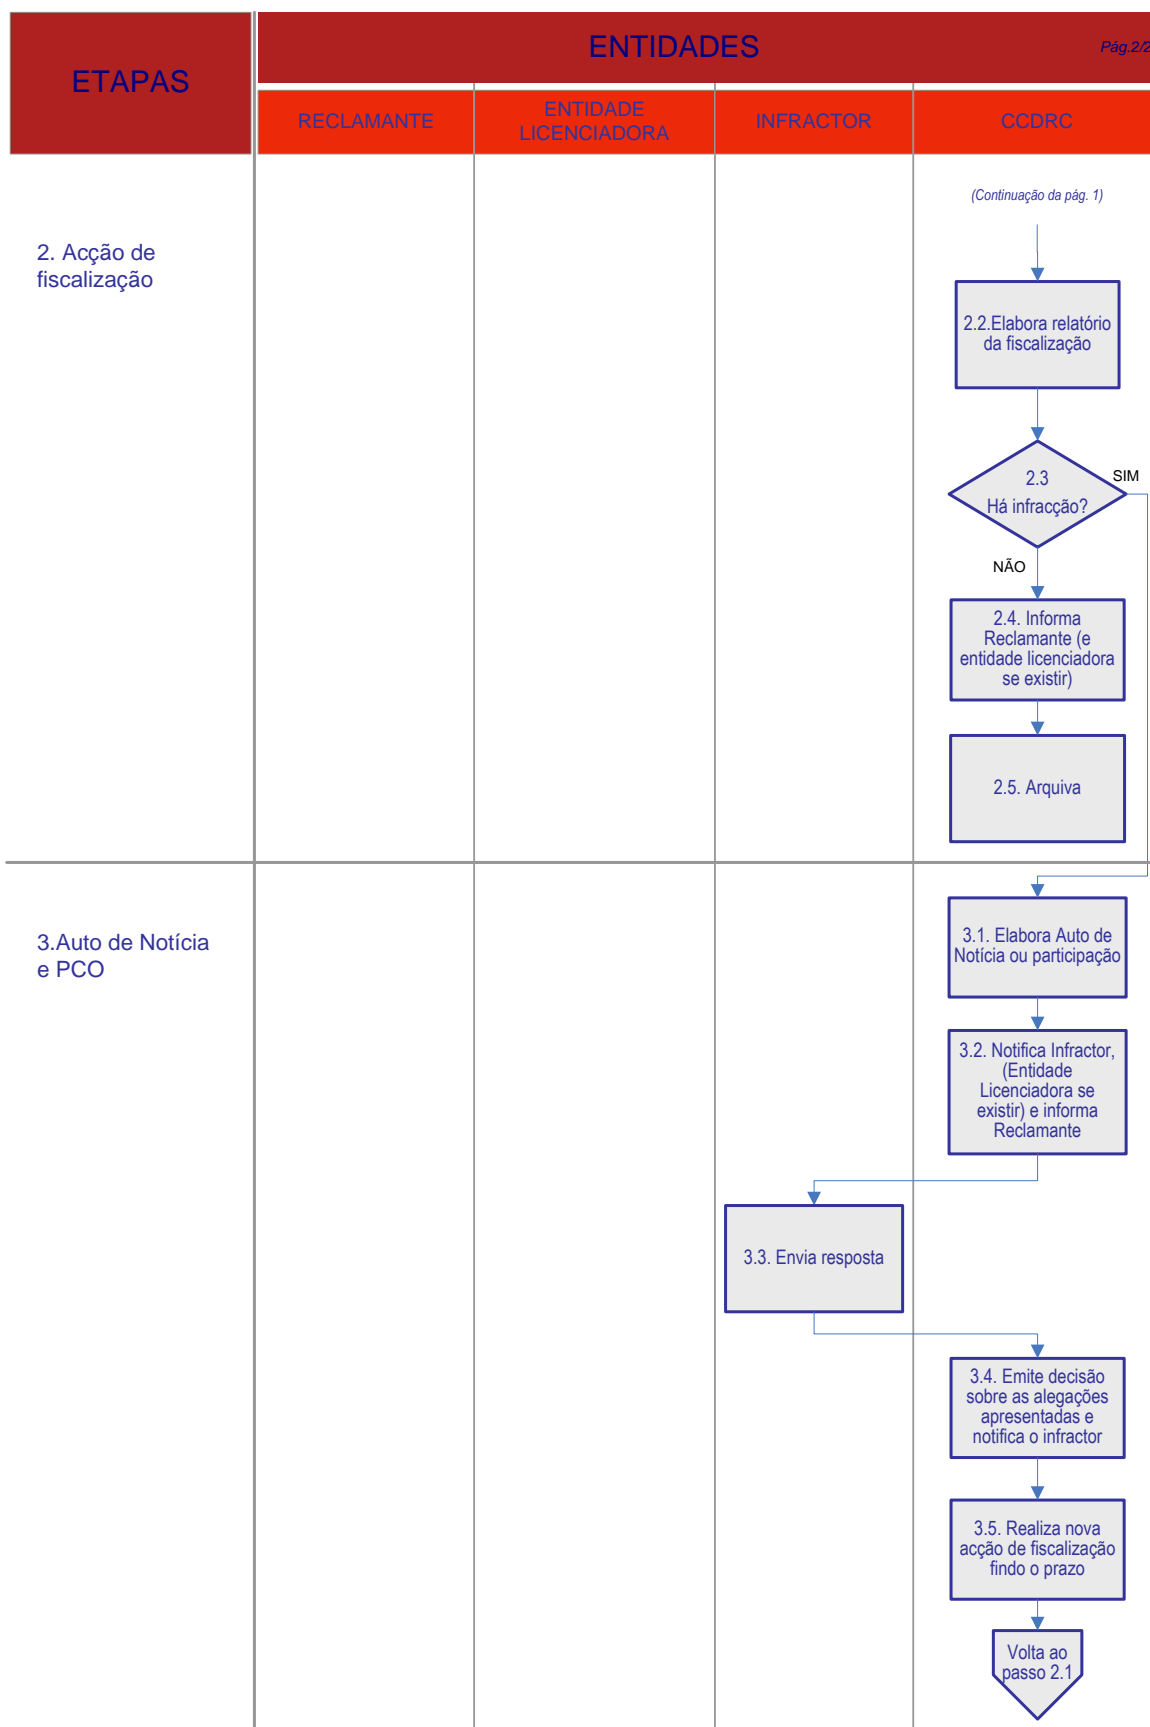 ETAPAS
ENTIDADES
Pág.2/2
RECLAMANTE
ENTIDADE
LICENCIADORA
INFRACTOR
CCDRC
(Continuação da pág. 1)
2. Acção de
fiscalização
2.2.Elabora relatório
da fiscalização
2.3
Há infracção?
SIM
NÃO
2.4. Informa
Reclamante (e
entidade licenciadora
se existir)
2.5. Arquiva
3.Auto de Notícia
e PCO
3.1. Elabora Auto de
Notícia ou participação
3.2. Notifica Infractor,
(Entidade
Licenciadora se
existir) e informa
Reclamante
3.3. Envia resposta
3.4. Emite decisão
sobre as alegações
apresentadas e
notifica o infractor
3.5. Realiza nova
acção de fiscalização
findo o prazo
Volta ao
passo 2.1